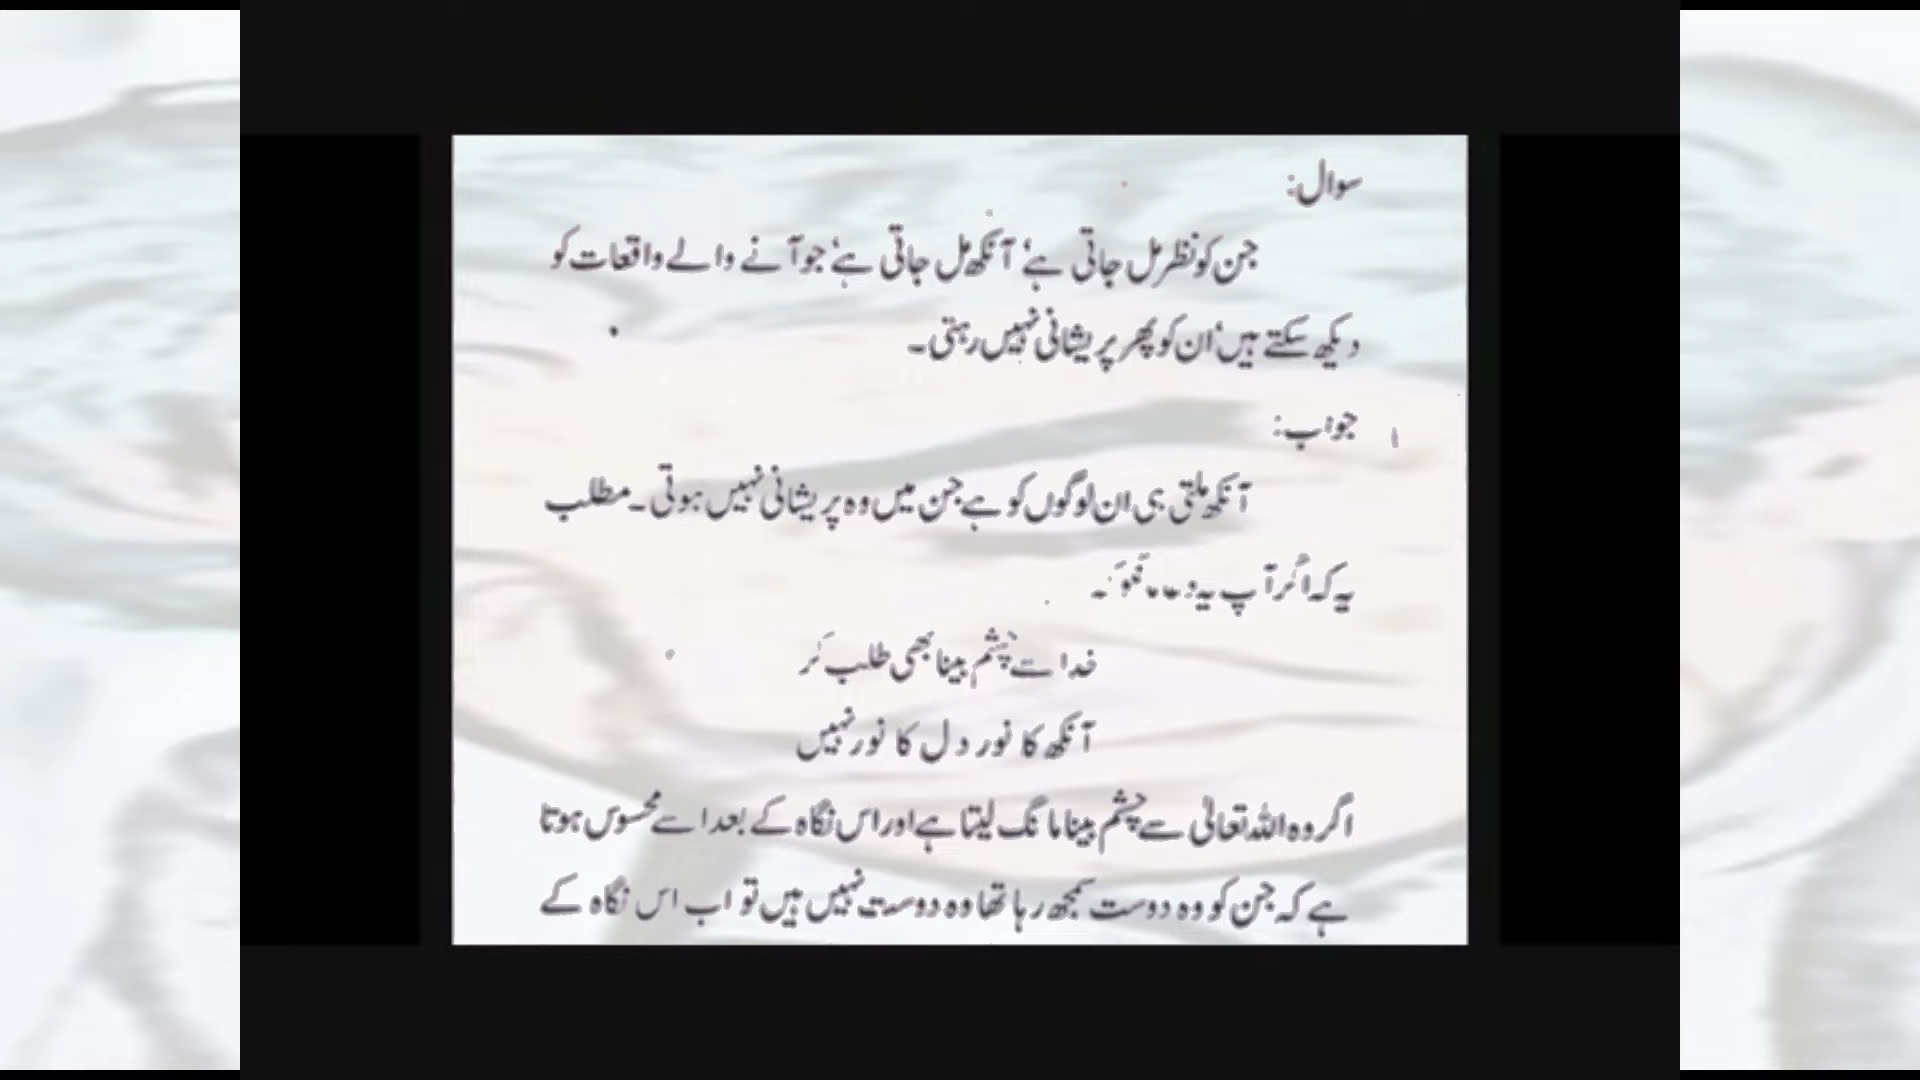 سوال:
جن کو نظر مل جاتی ہے' آنکھ مل جاتی ہے' جو آنے والے واقعات کو
دیکھ سکتے ہیں' ان کو پھر پریشانی نہیں رہتی۔
جواب:
آنکھ ملتی ہی ان لوگوں کو ہے جن میں وہ پریشانی نہیں ہوتی۔ مطلب
یہ کہ اگر آپ یہ
خدا سے چشم بینا بھی طلب کر
آنکھ کا نور دل کا نور نہیں
اگر وہ اللہ تعالیٰ سے چشم بینا مانگ لیتا ہے اور اس نگاہ کے بعد اسے محسوس ہوتا
ہے کہ جن کو وہ دوست سمجھ رہا تھا وہ دوست نہیں ہیں تو اب اس نگاہ کے